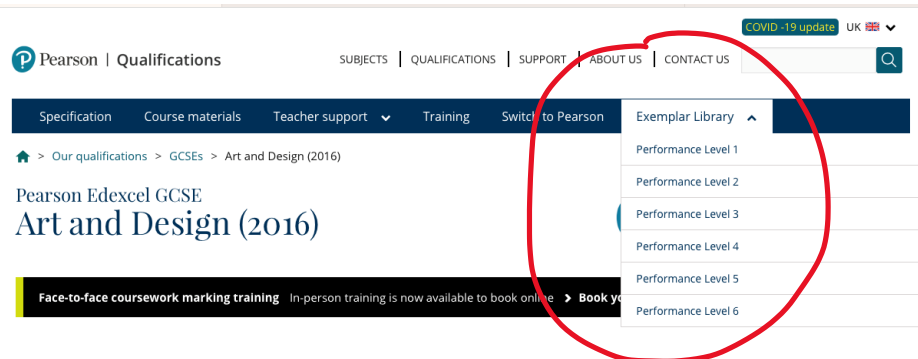 COVID -19 update UK
Pearson | Qualifications
SUBJECTS QUALIFICATIONS SUPPORT ABOUT US CONTACT US
Specification Course materials Teacher support Training Switch to Pearson Exemplar Library
> Our qualifications > GCSEs > Art and Design (2016)
Performance Level 1
Performance Level 2
Performance Level 3
Performance Level 4
Performance Level 5
Performance Level 6
Pearson Edexcel GCSE
Art and Design (2016)
Face-to-face coursework marking training In-person training is now available to book online > Book